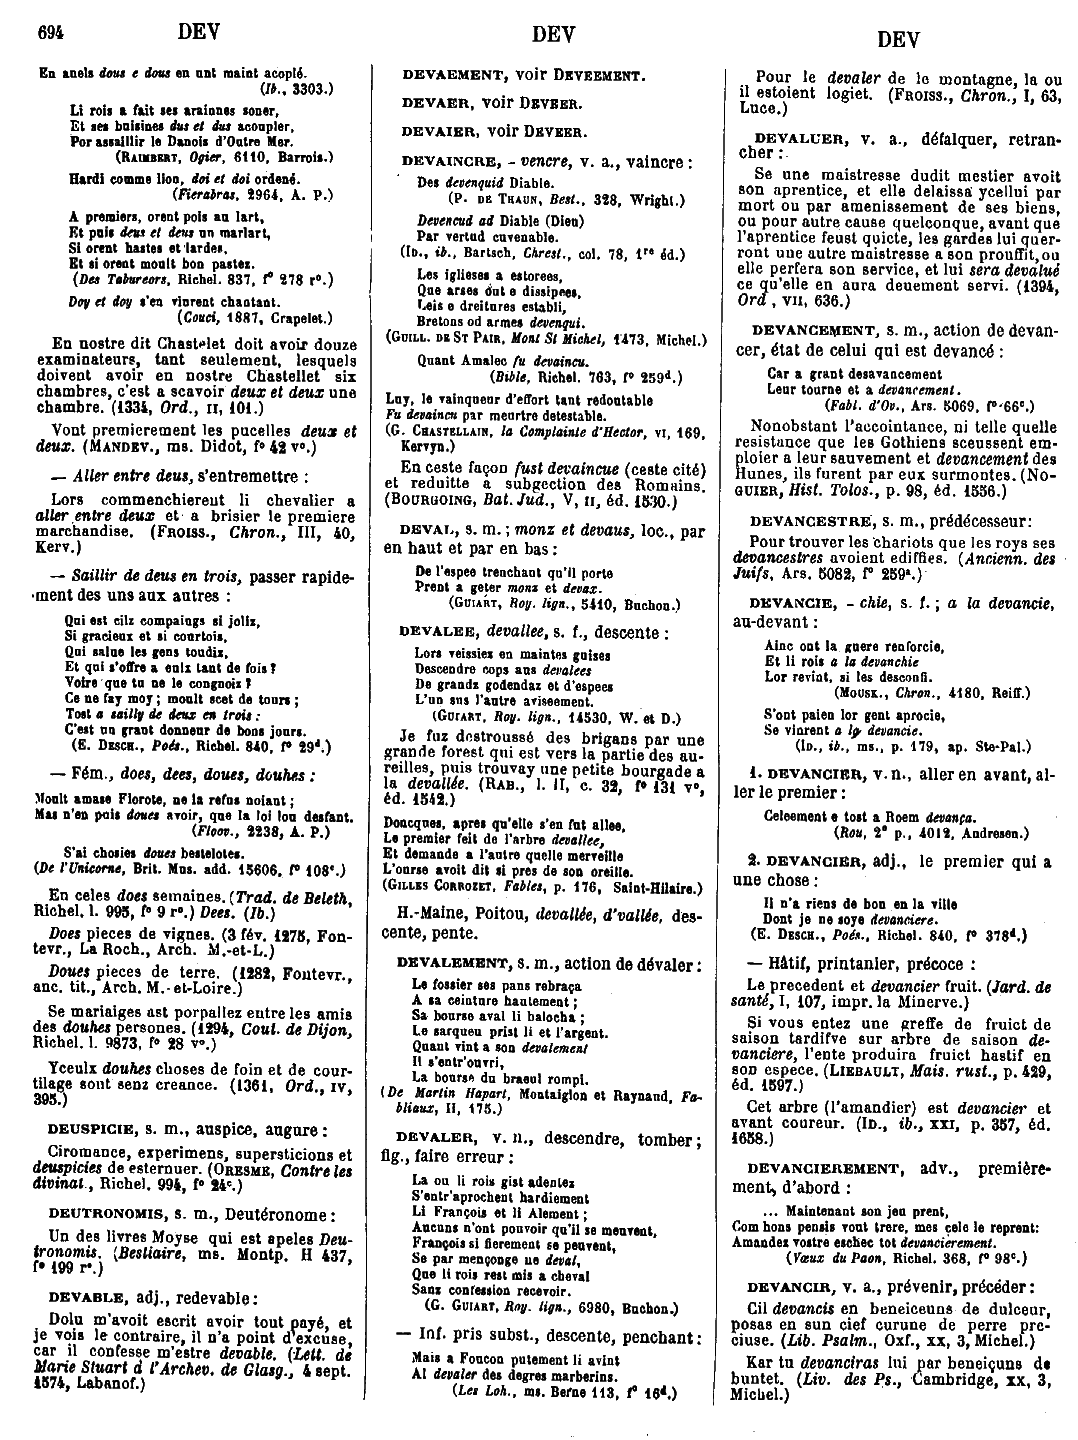 694 DEV DEV DEV
En anels dous e dous en ont maint acoplé.
(Ib., 3303.)
Li rois a fait ses arainnes soner,
Et ses buisines dus et dus acoupler,
Por assaillir le Danois d'Outre Mer.
(RAIMBERT, Ogier, 6110, Barrois.)
Hardi comme lion, doi et doi ordené.
(Fierabras, 2964, A. P.)
A premiers, orent pois au lart,
Et puis deus et deus un marlart,
Si orent hastes et lardes,
Et si orent moult bon pastez.
(Des Tabureors, Richel. 837, f° 278 r°.)
Doy et doy s'en vinrent chantant.
(Couci, 1887, Crapelet.)
En nostre dit Chastelet doit avoir douze
examinateurs, tant seulement, lesquels
doivent avoir en nostre Chastellet six
chambres, c'est a scavoir deux et deux une
chambre. (1334, Ord., II, 101.)
Vont premierement les pucelles deux et
deux. (MANDEV., ms. Didot, f° 42 v°.)
— Aller entre deus, s'entremettre :
Lors commenchierent li chevalier a
aller entre deux et a brisier le premiere
marchandise. (FROISS., Chron., III, 40,
Kerv.)
— Saillir de deus en trois, passer rapide-
ment des uns aux autres :
Qui est cilz compaings si jolis,
Si gracieux et si courtois,
Qui salue les gens toudis,
Et qui s'offre a eulx tant de fois ?
Votre que tu ne le congnois ?
Ce ne fay moy ; moult scet de tours ;
Tost a sailly de deux en trois :
C'est un grant donneur de bons jours.
(E. DESCH., Poés., Richel. 840, f° 29d.)
— Fém., does, dees, doues, douhes :
Moult amase Florote, ne la refus noiant ;
Mas n'en puis doues avoir, que la loi lou desfant.
(Floov., 2238, A. P.)
S'ai chosies doues bestelotes.
(De l'Unicorne, Brit. Mus. add. 15606, f° 108c.)
En celes does semaines. (Trad. de Beleth,
Richel. l. 995, f° 9 r°.) Dees. (Ib.)
Does pieces de vignes. (3 fév. 1275, Fon-
tevr., La Roch., Arch. M.-et-L.)
Doues pieces de terre. (1282, Fontevr.,
anc. tit., Arch. M.-et-Loire.)
Se mariaiges ast porpallez entre les amis
des douhes persones. (1294, Coul. de Dijon,
Richel. l. 9873, f° 28 v°.)
Yceulx douhes choses de foin et de cour-
tilage sont senz creance. (1361, Ord., IV,
395.)
DEUSPICIE, s. m., auspice, augure :
Ciromance, experimens, supersticions et
deuspicies de esternuer. (ORESME, Contre les
divinat., Richel. 994, f° 24c.)
DEUTRONOMIS, s. m., Deutéronome :
Un des livres Moyse qui est apeles Deu-
tronomis. (Bestiaire, ms. Montp. H 437,
f° 199 r°.)
DEVABLE, adj., redevable :
Dolu m'avoit escrit avoir tout payé, et
je vois le contraire, il n'a point d'excuse,
car il confesse m'estre devable. (Lett. de
Marie Stuart à l'Archev. de Glasg., 4 sept.
1574, Labanof.)
DEVAEMENT, voir DEVEEMENT.
DEVAER, voir DEVEER.
DEVAIER, voir DEVEER.
DEVAINCRE, - vencre, v. a., vaincre :
Des devenquid Diable.
(P. DE THAUN, Best., 328, Wright.)
Devencud ad Diable (Dieu)
Par vertud cuvenable.
(ID., ib., Bartsch, Chrest., col. 78, 1re éd.)
Les iglieses a estorees,
Que arses out e dissipees,
Leis e dreitures establi,
Bretons od armes devenqui.
(GUILL. DE ST PAIR, Mont St Michel, 1473, Michel.)
Quant Amalec fu devaincu.
(Bible, Richel. 763, f° 259d.)
Luy, le vainqueur d'effort tant redoutable
Fu devaincu par meurtre detestable.
(G. CHASTELLAIN, la Complainte d'Hector, VI, 169,
Kervyn.)
En ceste façon fust devaincue (ceste cité)
et reduitte a subgection des Romains.
(BOURGOING, Bat. Jud., V, II, éd. 1530.)
DEVAL, s. m. ; monz et devaus, loc., par
en haut et par en bas :
De l'espee trenchant qu'il porte
Prent a geter monz et devax.
(GUIART, Roy. lign., 5410, Buchon.)
DEVALEE, devallee, s. f., descente :
Lors veissiez en maintes guises
Descendre cops aus devalees
De grandz godendaz et d'espees
L'un sus l'autre aviseement.
(GUIART, Roy. lign., 14530, W. et D.)
Je fuz destroussé des brigans par une
grande forest qui est vers la partie des au-
reilles, puis trouvay une petite bourgade a
la devallée. (RAB., l. II, c. 32, f° 131 v°,
éd. 1542.)
Doncques, apres qu'elle s'en fut allee,
Le premier feit de l'arbre devallee,
Et demande a l'autre quelle merveille
L'ourse avoit dit si pres de son oreille.
(GILLES CORROZET, Fables, p. 176, Saint-Hilaire.)
H.-Maine, Poitou, devallée, d'vallée, des-
cente, pente.
DEVALEMENT, s. m., action de dévaler :
Le fossier ses pans rebraça
A sa ceinture hautement ;
Sa bourse aval li balocha ;
Le sarqueu prist li et l'argent.
Quant vint a son devalement
Il s'entr'ouvri,
La bourse du braeul rompi.
(De Martin Hapart, Montaiglon et Raynaud, Fa-
bliaux, II, 175.)
DEVALER, v. n., descendre, tomber ;
fig., faire erreur :
La ou li rois gist adentez
S'entr'aprochent hardiement
Li François et li Alement ;
Aucuns n'ont pouvoir qu'il se meuvent,
François si fierement se peuvent,
Se par mençonge ne deval,
Que li rois rest mis a cheval
Sanz confession recevoir.
(G. GUIART, Roy. lign., 6980, Buchon.)
— Inf. pris subst., descente, penchant :
Mais a Foucon putement li avint
Al devaler des degres marberins.
(Les Loh., ms. Berne 113, f° 16d.)
Pour le devaler de le montagne, la ou
il estoient logiet. (FROISS., Chron., I, 63,
Luce.)
DEVALUER, v. a., défalquer, retran-
cher :
Se une maistresse dudit mestier avoit
son aprentice, et elle delaissa ycellui par
mort ou par amenissement de ses biens,
ou pour autre cause quelconque, avant que
l'aprentice feust quicte, les gardes lui quer-
ront une autre maistresse a son prouffit, ou
elle perfera son service, et lui sera devalué
ce qu'elle en aura deuement servi. (1394,
Ord., VII, 636.)
DEVANCEMENT, s. m., action de devan-
cer, état de celui qui est devancé :
Car a grant desavancement
Leur tourne et a devancement.
(Fabl. d'Ov., Ars. 5069, f° 66c.)
Nonobstant l'accointance, ni telle quelle
resistance que les Gothiens sceussent em-
ploier a leur sauvement et devancement des
Hunes, ils furent par eux surmontes. (NO-
GUIER, Hist. Tolos., p. 98, éd. 1556.)
DEVANCESTRE, s. m., prédécesseur :
Pour trouver les chariots que les roys ses
devancestres avoient ediffies. (Ancienn. des
Juifs, Ars. 5082, f° 259a.)
DEVANCIE, - chie, s. f. ; a la devancie,
au-devant :
Ainc ont la guere renforcie,
Et li rois a la devanchie
Lor revint, si les desconfi.
(MOUSK., Chron., 4180, Reiff.)
S'ont paien lor gent aprocie,
Se vinrent a le devancie.
(ID., ib., ms., p. 179, ap. Ste-Pal.)
1. DEVANCIER, v. n., aller en avant, al-
ler le premier :
Celeement e tost a Roem devança.
(Rou, 2e p., 4012, Andresen.)
2. DEVANCIER, adj., le premier qui a
une chose :
Il n'a riens de bon en la ville
Dont je ne soye devanciere.
(E. DESCH., Poés., Richel. 840, f° 378d.)
— Hâtif, printanier, précoce :
Le precedent et devancier fruit. (Jard. de
santé, I, 107, impr. la Minerve.)
Si vous entez une greffe de fruict de
saison tardifve sur arbre de saison de-
vanciere, l'ente produira fruict hastif en
son espece. (LIEBAULT, Mais. rust., p. 429,
éd. 1597.)
Cet arbre (l'amandier) est devancier et
avant coureur. (ID., ib., XXI, p. 357, éd.
1658.)
DEVANCIEREMENT, adv., première-
ment, d'abord :
... Maintenant son jeu prent,
Com hons pensis vout trere, mes cele le reprent:
Amandez vostre eschec tot devancierement.
(Vœux du Paon, Richel. 368, f° 98c.)
DEVANCIR, v. a., prévenir, précéder :
Cil devancis en beneiceuns de dulceur,
posas en sun cief curune de perre pre-
ciuse. (Lib. Psalm., Oxf., XX, 3, Michel.)
Kar tu devanciras lui par beneiçuns de
buntet. (Liv. des Ps., Cambridge, XX, 3,
Michel.)